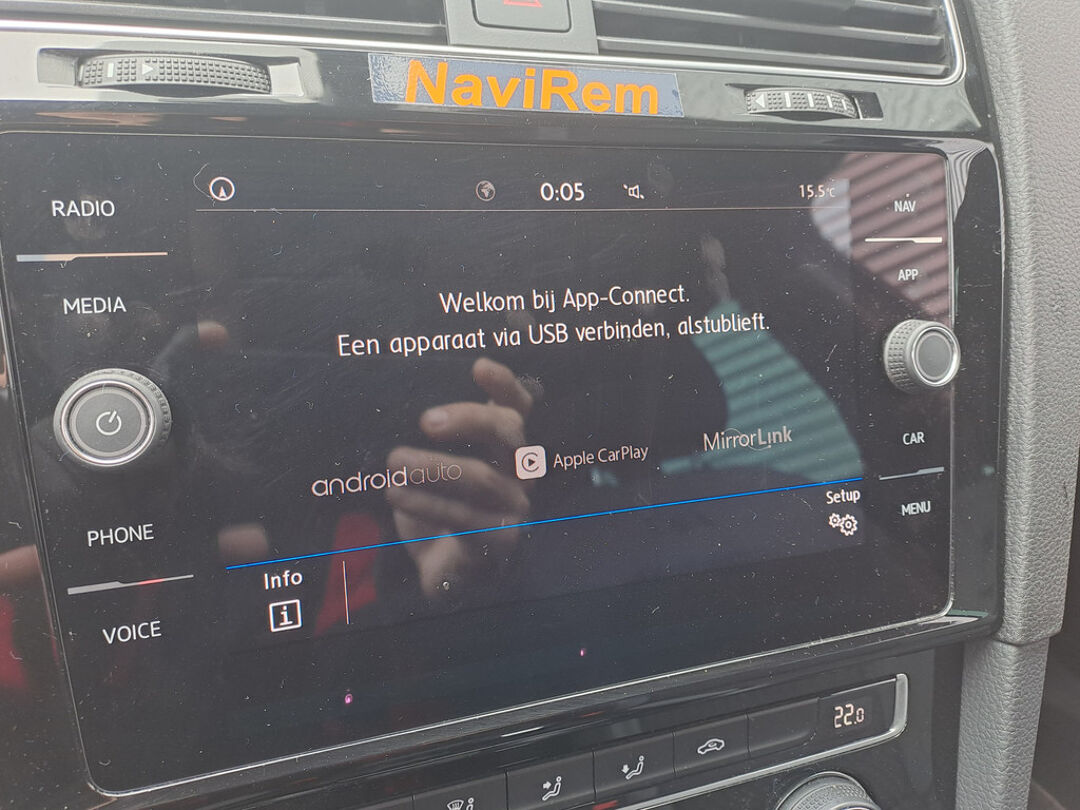 NaviRem
0:05
15.5°C
RADIO
NAV
MEDIA
APP
Welkom bij App-Connect.
Een apparaat via USB verbinden, alstublieft.
androidauto
Apple CarPlay
MirrorLink
CAR
PHONE
Setup
MENU
Info
VOICE
22.0